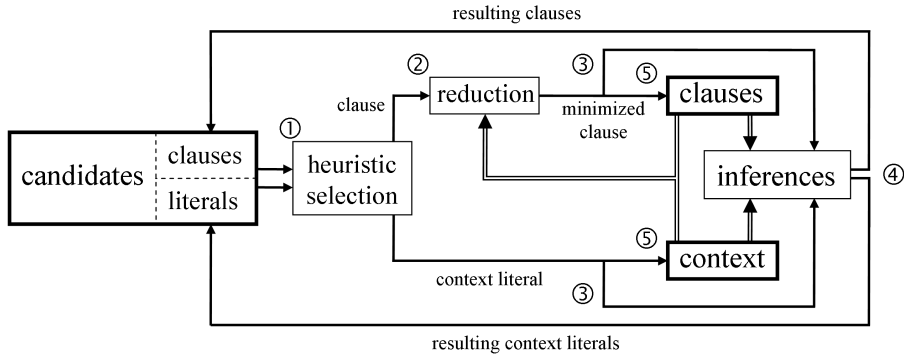 resulting clauses
②
③
⑤
clause
reduction
minimized
clause
clauses
①
candidates
clauses
literals
heuristic
selection
inferences
④
⑤
context literal
context
③
resulting context literals